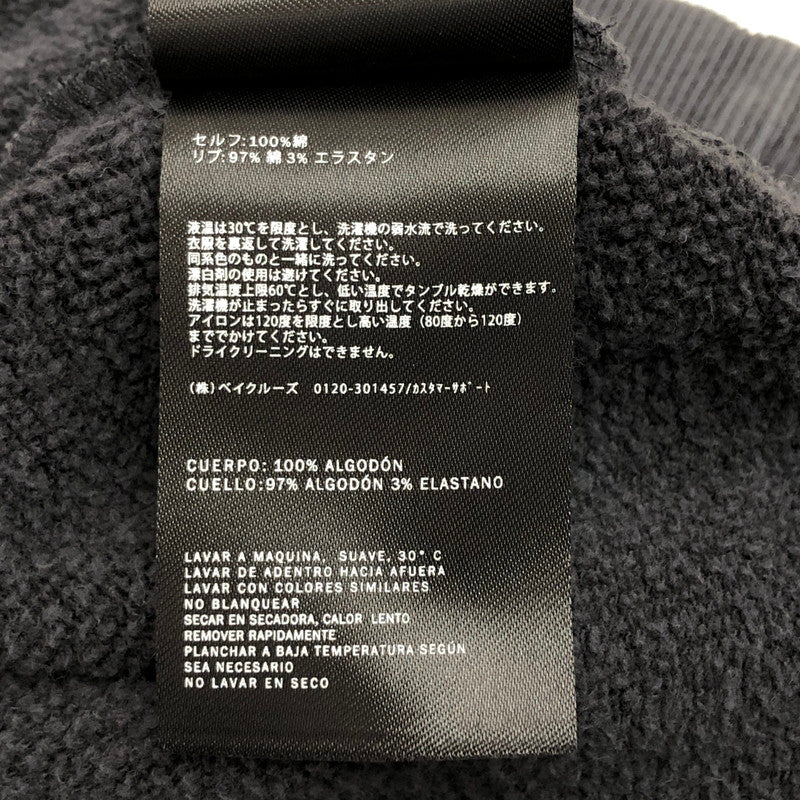 セルフ:100%綿
リブ:97% 綿 3% エラスタン
液温は30℃を限度とし、洗濯機の弱水流で洗ってください。
衣服を裏返して洗濯してください。
同系色のものと一緒に洗ってください。
漂白剤の使用は避けてください。
排気温度上限60℃とし、低い温度でタンブル乾燥ができます。
洗濯機が止まったらすぐに取り出してください。
アイロンは120度を限度とし高い温度（80度から120度）
まででかけてください。
ドライクリーニングはできません。
（株）ベイクルーズ 0120-301457/ｶｽﾀﾏｰｻﾎﾟｰﾄ
CUERPO: 100% ALGODÓN
CUELLO:97% ALGODÓN 3% ELASTANO
LAVAR A MAQUINA, SUAVE, 30° C
LAVAR DE ADENTRO HACIA AFUERA
LAVAR CON COLORES SIMILARES
NO BLANQUEAR
SECAR EN SECADORA, CALOR LENTO
REMOVER RAPIDAMENTE
PLANCHAR A BAJA TEMPERATURA SEGÚN
SEA NECESARIO
NO LAVAR EN SECO